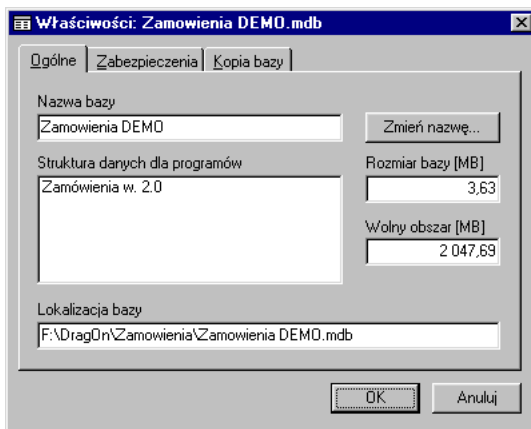 Właściwości: Zamowienia DEMO.mdb
Ogólne Zabezpieczenia Kopia bazy
Nazwa bazy
Zamowienia DEMO
Zmień nazwę...
Struktura danych dla programów
Zamówienia w. 2.0
Rozmiar bazy [MB]
3,63
Wolny obszar [MB]
2 047,69
Lokalizacja bazy
F:\DragOn\Zamowienia\Zamowienia DEMO.mdb
OK Anuluj